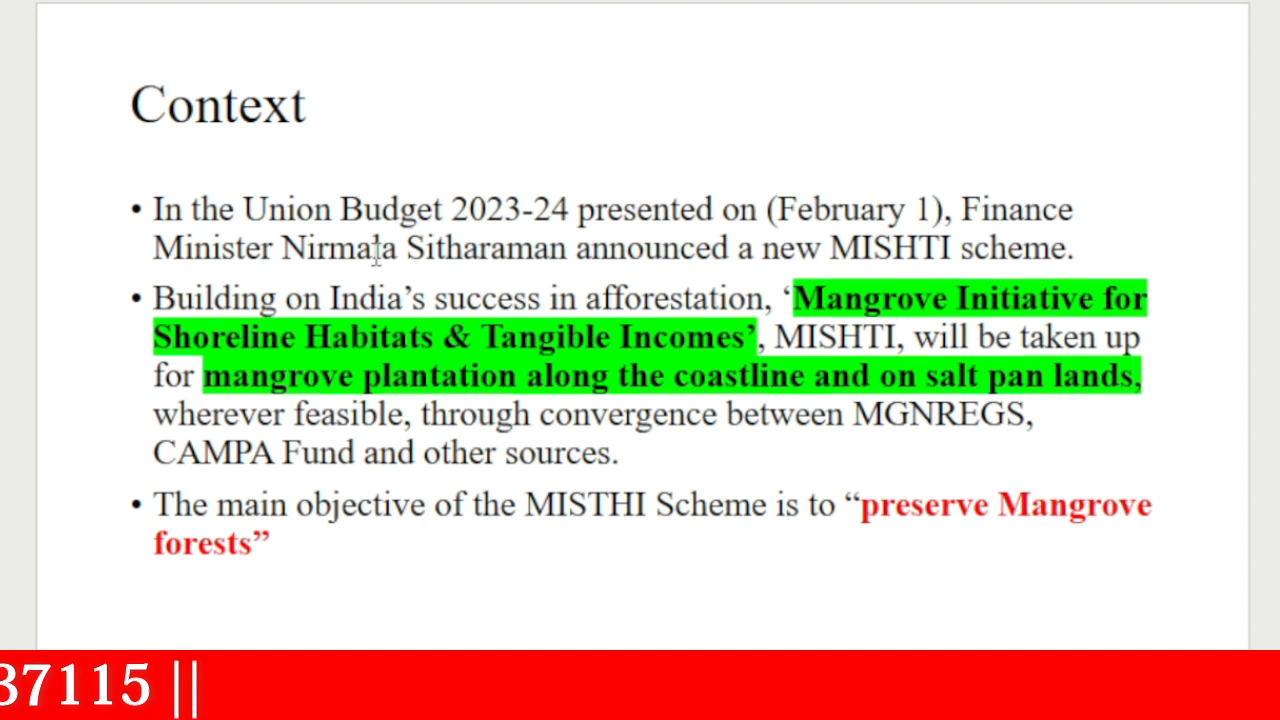 Context
• In the Union Budget 2023-24 presented on (February 1), Finance
Minister Nirmala Sitharaman announced a new MISHTI scheme.
• Building on India’s success in afforestation, ‘Mangrove Initiative for
Shoreline Habitats & Tangible Incomes’, MISHTI, will be taken up
for mangrove plantation along the coastline and on salt pan lands,
wherever feasible, through convergence between MGNREGS,
CAMPA Fund and other sources.
• The main objective of the MISTHI Scheme is to “preserve Mangrove
forests”
37115 ||